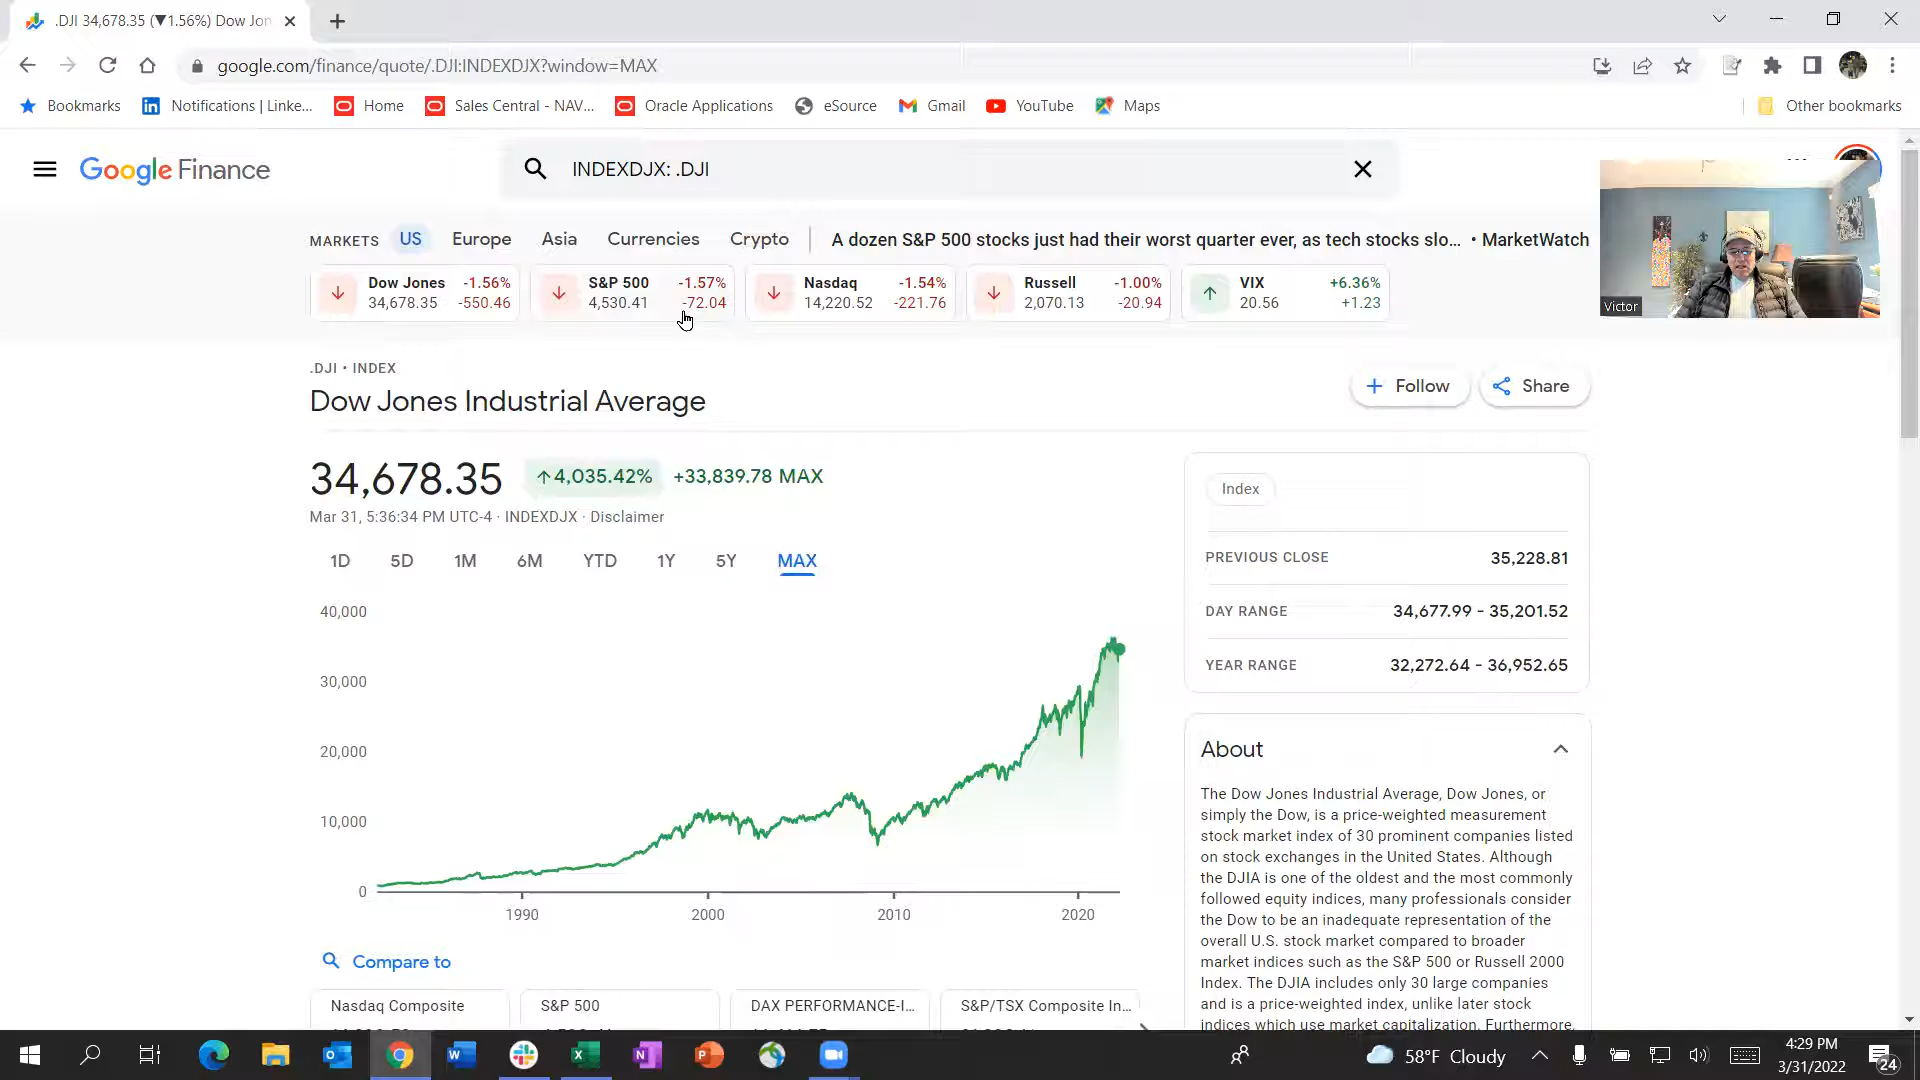 .DJI 34,678.35 (▼1.56%) Dow Jon
google.com/finance/quote/.DJI:INDEXDJX?window=MAX
Bookmarks
Notifications | Linke...
Home
Sales Central - NAV...
Oracle Applications
eSource
Gmail
YouTube
Maps
Other bookmarks
Google Finance
INDEXDJX: .DJI
MARKETS US Europe Asia Currencies Crypto
A dozen S&P 500 stocks just had their worst quarter ever, as tech stocks slo... • MarketWatch
Dow Jones -1.56%
34,678.35 -550.46
S&P 500 -1.57%
4,530.41 -72.04
Nasdaq -1.54%
14,220.52 -221.76
Russell -1.00%
2,070.13 -20.94
VIX +6.36%
20.56 +1.23
Victor
.DJI • INDEX
Dow Jones Industrial Average
Follow
Share
34,678.35 ↑4,035.42% +33,839.78 MAX
Mar 31, 5:36:34 PM UTC-4 · INDEXDJX · Disclaimer
1D 5D 1M 6M YTD 1Y 5Y MAX
40,000
30,000
20,000
10,000
0
1990 2000 2010 2020
Compare to
Nasdaq Composite
S&P 500
DAX PERFORMANCE-I...
S&P/TSX Composite In...
Index
PREVIOUS CLOSE 35,228.81
DAY RANGE 34,677.99 - 35,201.52
YEAR RANGE 32,272.64 - 36,952.65
About
The Dow Jones Industrial Average, Dow Jones, or
simply the Dow, is a price-weighted measurement
stock market index of 30 prominent companies listed
on stock exchanges in the United States. Although
the DJIA is one of the oldest and the most commonly
followed equity indices, many professionals consider
the Dow to be an inadequate representation of the
overall U.S. stock market compared to broader
market indices such as the S&P 500 or Russell 2000
Index. The DJIA includes only 30 large companies
and is a price-weighted index, unlike later stock
indices which use market capitalization. Furthermore,
58°F Cloudy
4:29 PM
3/31/2022
24